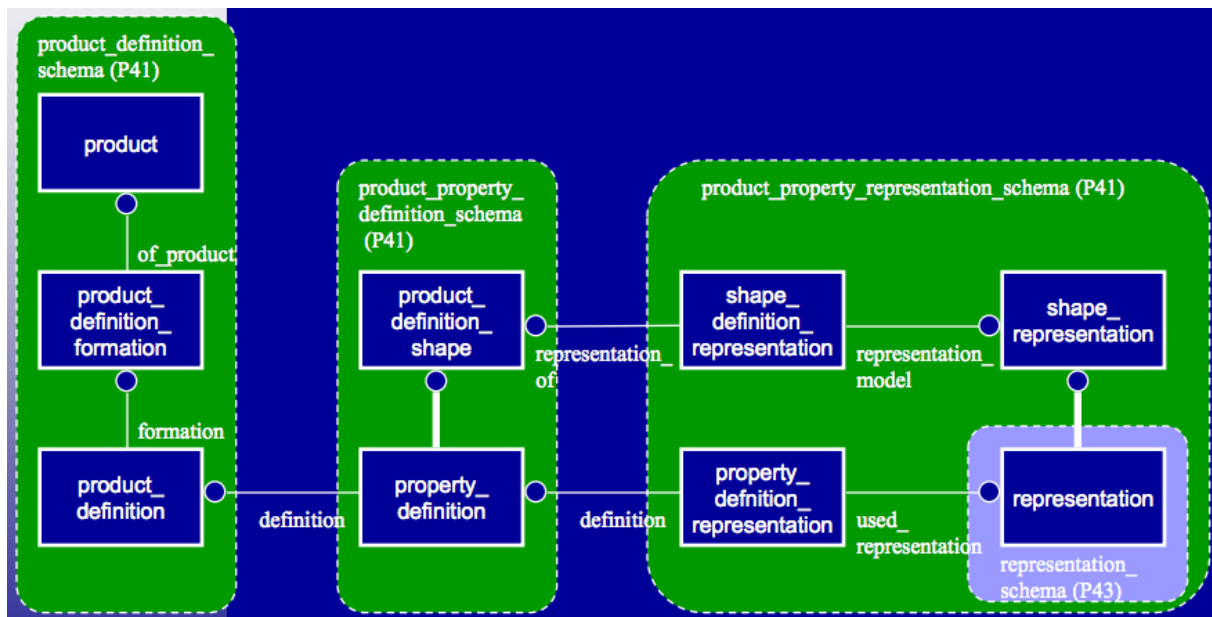 product_definition_
schema (P41)
product
of_product
product_
definition_
formation
formation
product_
definition
definition
product_property_
definition_schema
(P41)
product_
definition_
shape
representation_
of
property_
definition
definition
product_property_representation_schema (P41)
shape_
definition_
representation
representation_
model
shape_
representation
property_
defnition_
representation
used_
representation
representation
representation_
schema (P43)